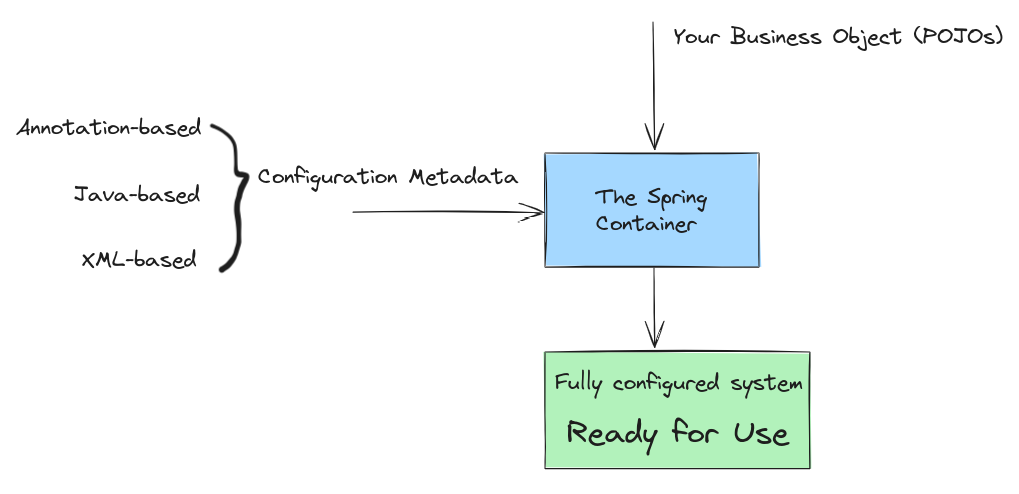 Your Business Object (POJOs)
Annotation-based
Java-based
XML-based
Configuration Metadata
The Spring
Container
Fully configured system
Ready for Use